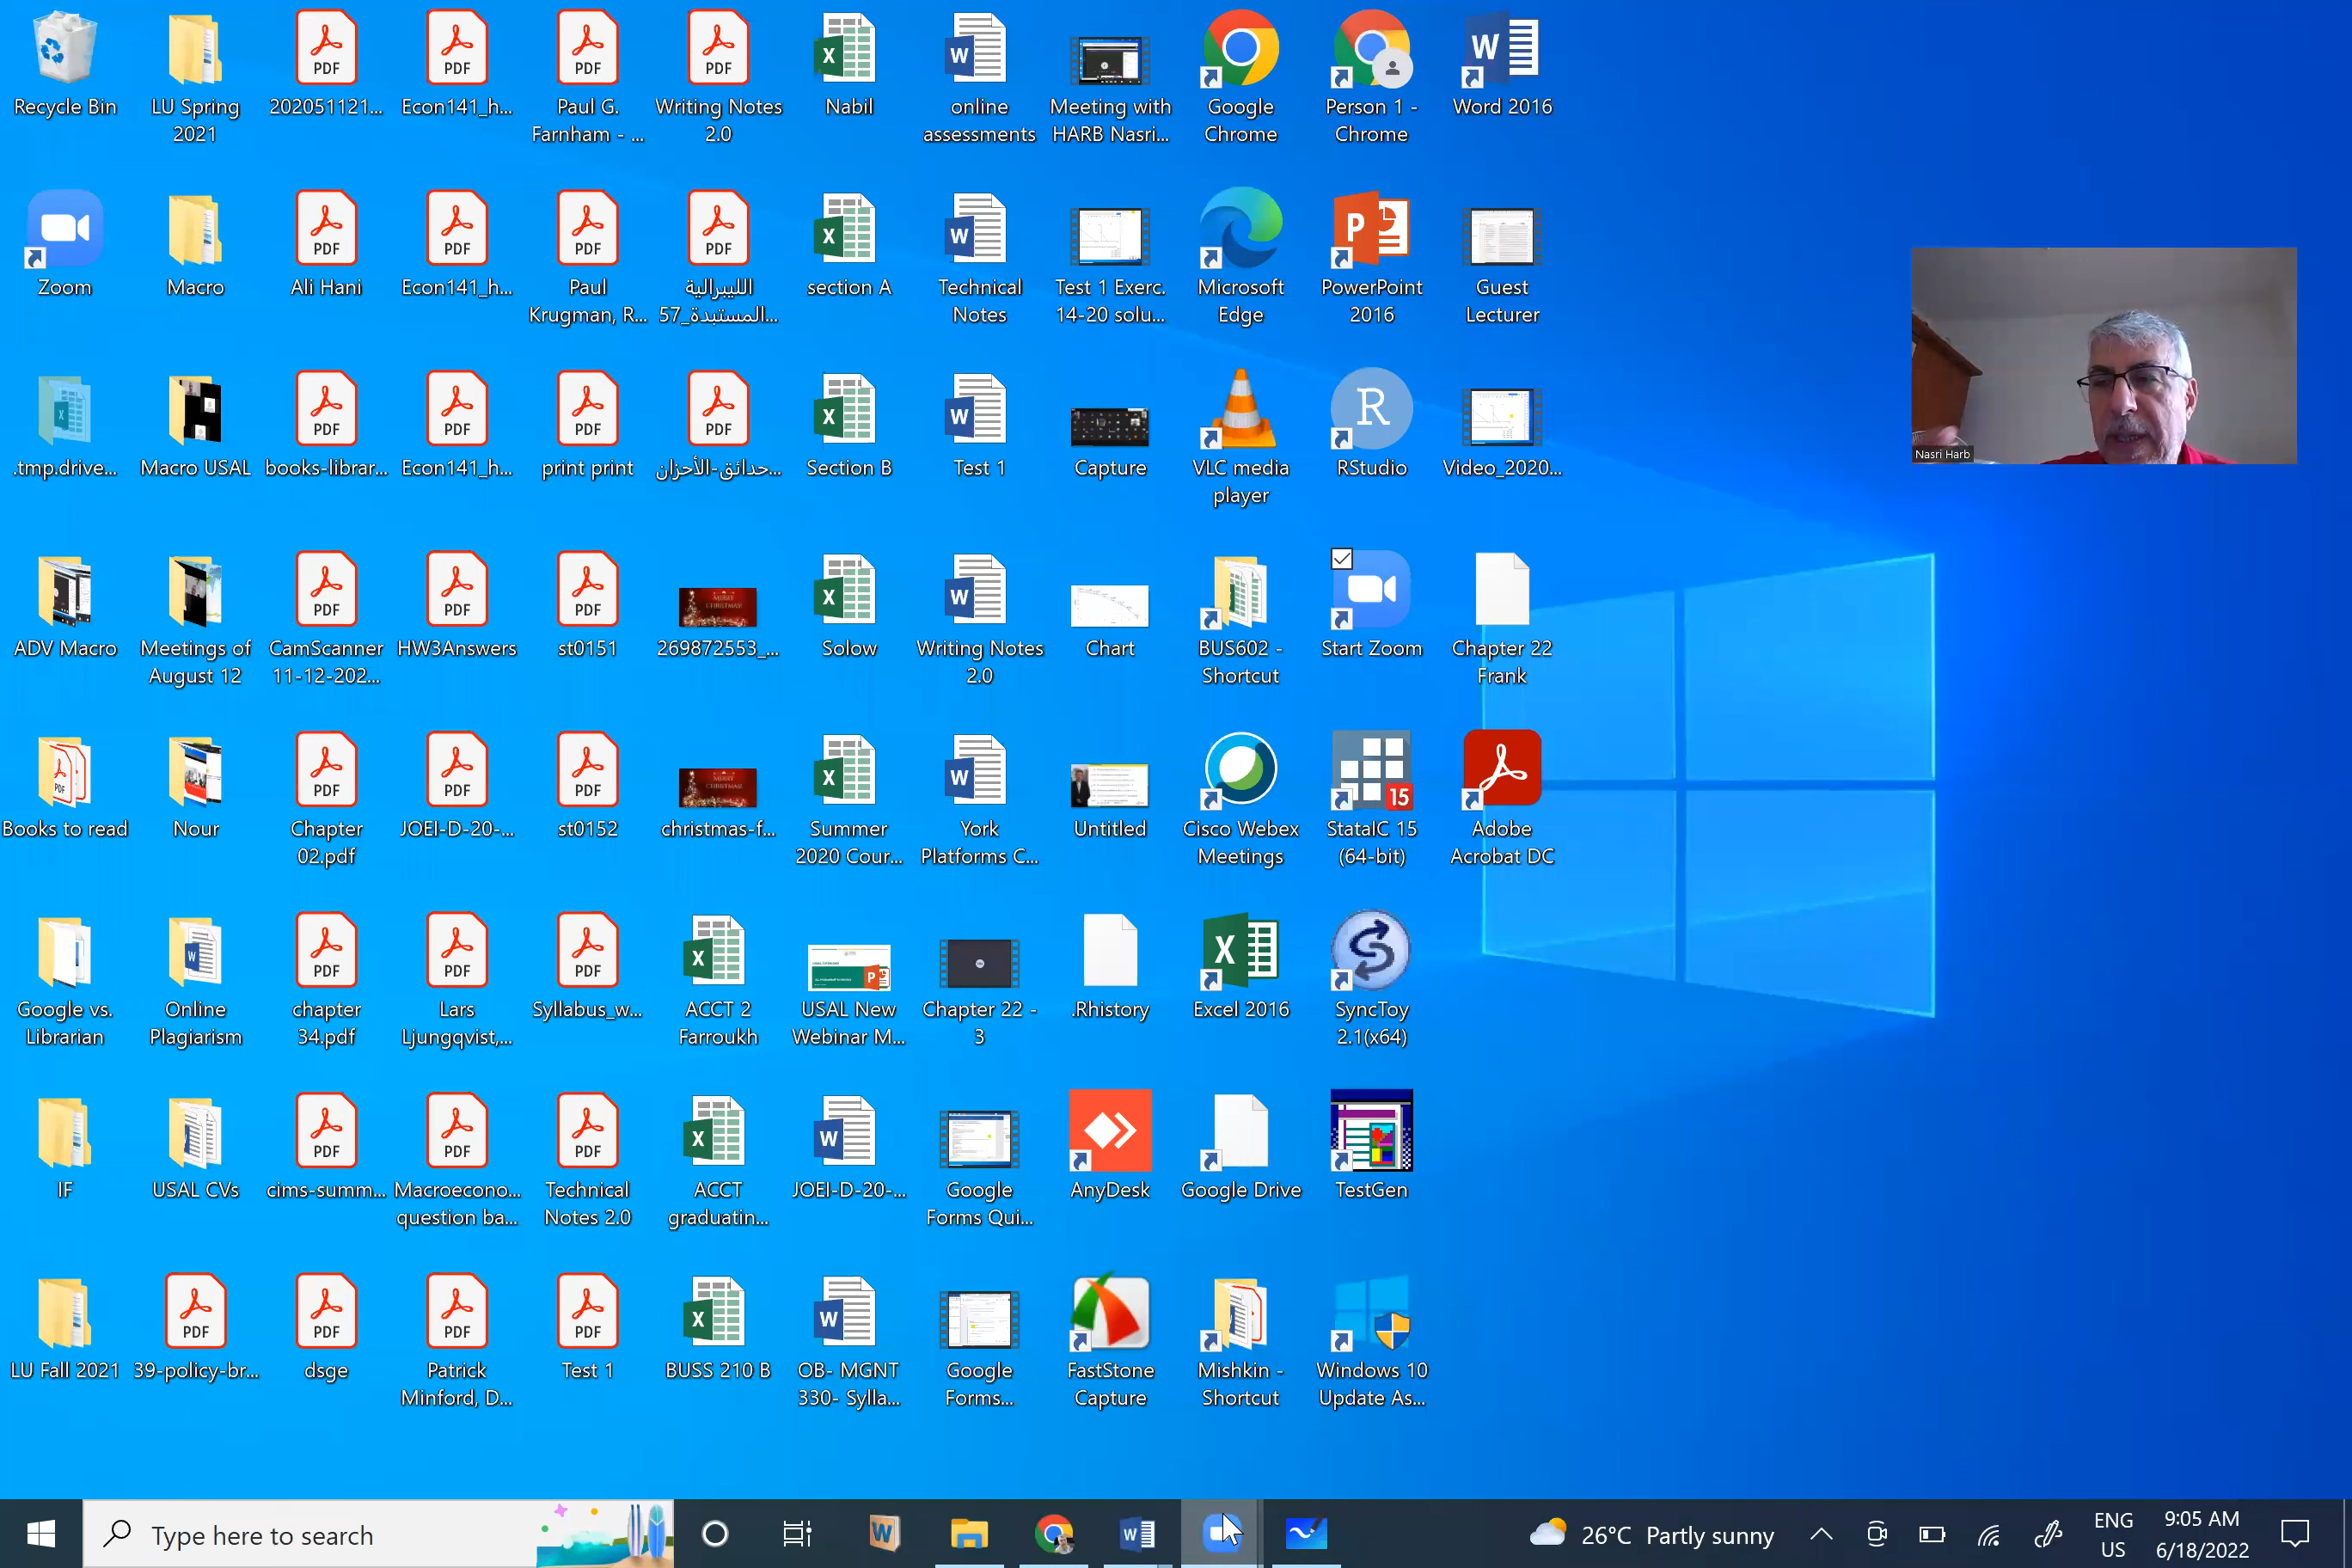 Recycle Bin
LU Spring
2021
202051121...
Econ141_h...
Paul G.
Farnham - ...
Writing Notes
2.0
Nabil
online
assessments
Meeting with
HARB Nasri...
Google
Chrome
Person 1 -
Chrome
Word 2016
Zoom
Macro
Ali Hani
Econ141_h...
Paul
Krugman, R...
الليبرالية
المستبدة_57...
section A
Technical
Notes
Test 1 Exerc.
14-20 solu...
Microsoft
Edge
PowerPoint
2016
Guest
Lecturer
.tmp.drive...
Macro USAL
books-librar...
Econ141_h...
print print
حدائق-الأحزان...
Section B
Test 1
Capture
VLC media
player
RStudio
Video_2020...
Nasri Harb
ADV Macro
Meetings of
August 12
CamScanner
11-12-202...
HW3Answers
st0151
269872553_...
Solow
Writing Notes
2.0
Chart
BUS602 -
Shortcut
Start Zoom
Chapter 22
Frank
Books to read
Nour
Chapter
02.pdf
JOEI-D-20-...
st0152
christmas-f...
Summer
2020 Cour...
York
Platforms C...
Untitled
Cisco Webex
Meetings
StataIC 15
(64-bit)
Adobe
Acrobat DC
Google vs.
Librarian
Online
Plagiarism
chapter
34.pdf
Lars
Ljungqvist,...
Syllabus_w...
ACCT 2
Farroukh
USAL New
Webinar M...
Chapter 22 -
3
.Rhistory
Excel 2016
SyncToy
2.1(x64)
IF
USAL CVs
cims-summ...
Macroecono...
question ba...
Technical
Notes 2.0
ACCT
graduatin...
JOEI-D-20-...
Google
Forms Qui...
AnyDesk
Google Drive
TestGen
LU Fall 2021
39-policy-br...
dsge
Patrick
Minford, D...
Test 1
BUSS 210 B
OB- MGNT
330- Sylla...
Google
Forms...
FastStone
Capture
Mishkin -
Shortcut
Windows 10
Update As...
Type here to search
26°C Partly sunny
ENG
US
9:05 AM
6/18/2022